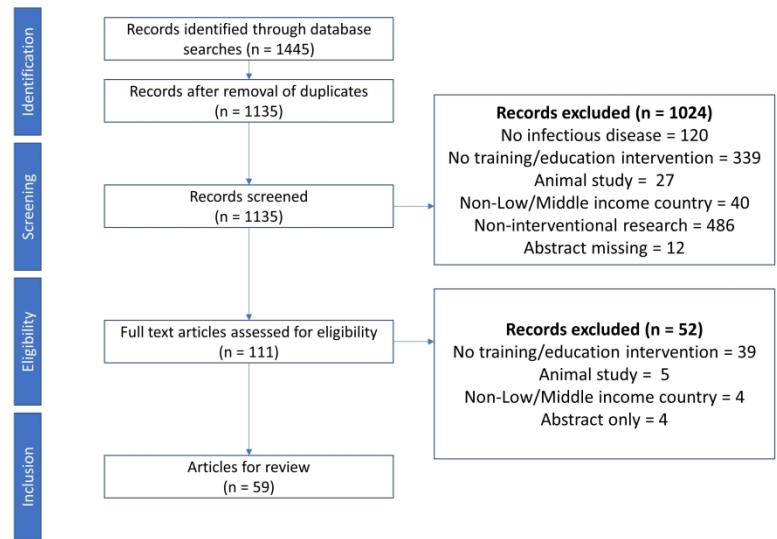 Identification
Records identified through database
searches (n = 1445)
Records after removal of duplicates
(n = 1135)
Screening
Records screened
(n = 1135)
Records excluded (n = 1024)
No infectious disease = 120
No training/education intervention = 339
Animal study = 27
Non-Low/Middle income country = 40
Non-interventional research = 486
Abstract missing = 12
Eligibility
Full text articles assessed for eligibility
(n = 111)
Records excluded (n = 52)
No training/education intervention = 39
Animal study = 5
Non-Low/Middle income country = 4
Abstract only = 4
Inclusion
Articles for review
(n = 59)